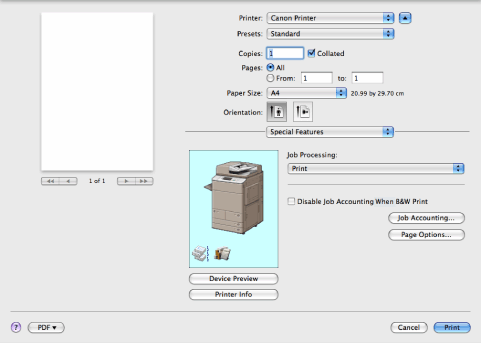 Printer: Canon Printer
Presets: Standard
Copies: 1 Collated
Pages: All
From: 1 to: 1
Paper Size: A4 20.99 by 29.70 cm
Orientation:
Special Features
Job Processing:
Print
1 of 1
Disable Job Accounting When B&W Print
Job Accounting...
Page Options...
Device Preview
Printer Info
? PDF ▾ Cancel Print